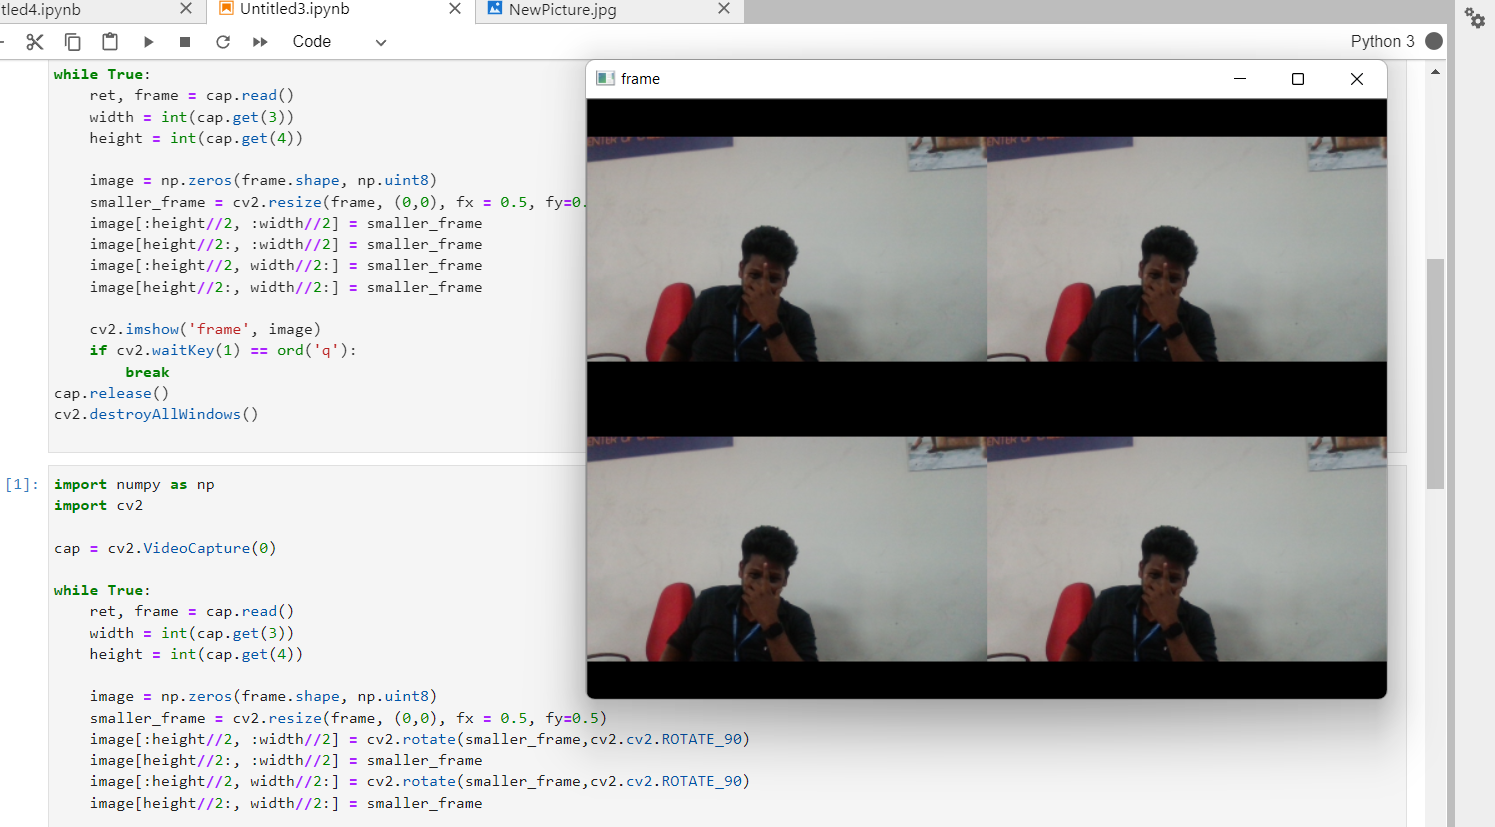 tled4.ipynb
Untitled3.ipynb
NewPicture.jpg
Code
Python 3
while True:
    ret, frame = cap.read()
    width = int(cap.get(3))
    height = int(cap.get(4))
    image = np.zeros(frame.shape, np.uint8)
    smaller_frame = cv2.resize(frame, (0,0), fx = 0.5, fy=0.
    image[:height//2, :width//2] = smaller_frame
    image[height//2:, :width//2] = smaller_frame
    image[:height//2, width//2:] = smaller_frame
    image[height//2:, width//2:] = smaller_frame
    cv2.imshow('frame', image)
    if cv2.waitKey(1) == ord('q'):
        break
cap.release()
cv2.destroyAllWindows()
frame
[1]:
import numpy as np
import cv2
cap = cv2.VideoCapture(0)
while True:
    ret, frame = cap.read()
    width = int(cap.get(3))
    height = int(cap.get(4))
    image = np.zeros(frame.shape, np.uint8)
    smaller_frame = cv2.resize(frame, (0,0), fx = 0.5, fy=0.5)
    image[:height//2, :width//2] = cv2.rotate(smaller_frame,cv2.cv2.ROTATE_90)
    image[height//2:, :width//2] = smaller_frame
    image[:height//2, width//2:] = cv2.rotate(smaller_frame,cv2.cv2.ROTATE_90)
    image[height//2:, width//2:] = smaller_frame